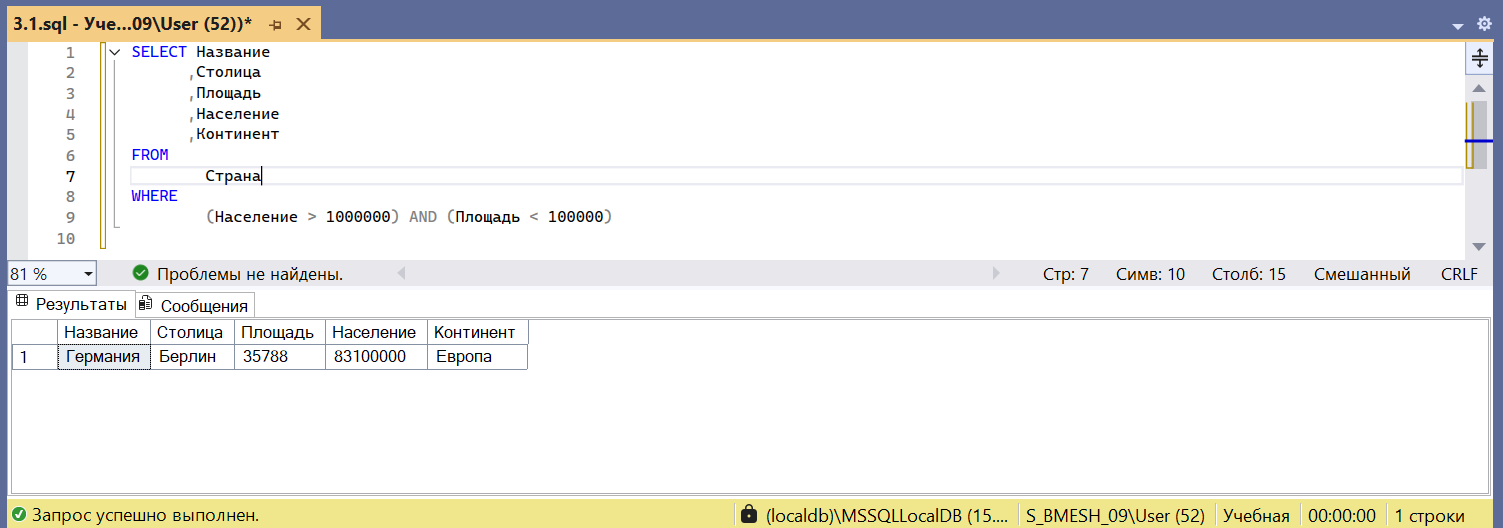 3.1.sql - Уче...09\User (52))*
1 SELECT Название
2 ,Столица
3 ,Площадь
4 ,Население
5 ,Континент
6 FROM
7 Страна
8 WHERE
9 (Население > 1000000) AND (Площадь < 100000)
10
81 % Проблемы не найдены. Стр: 7 Симв: 10 Столб: 15 Смешанный CRLF
Результаты Сообщения
Название Столица Площадь Население Континент
1 Германия Берлин 35788 83100000 Европа
Запрос успешно выполнен. (localdb)\MSSQLLocalDB (15.... S_BMESH_09\User (52) Учебная 00:00:00 1 строки